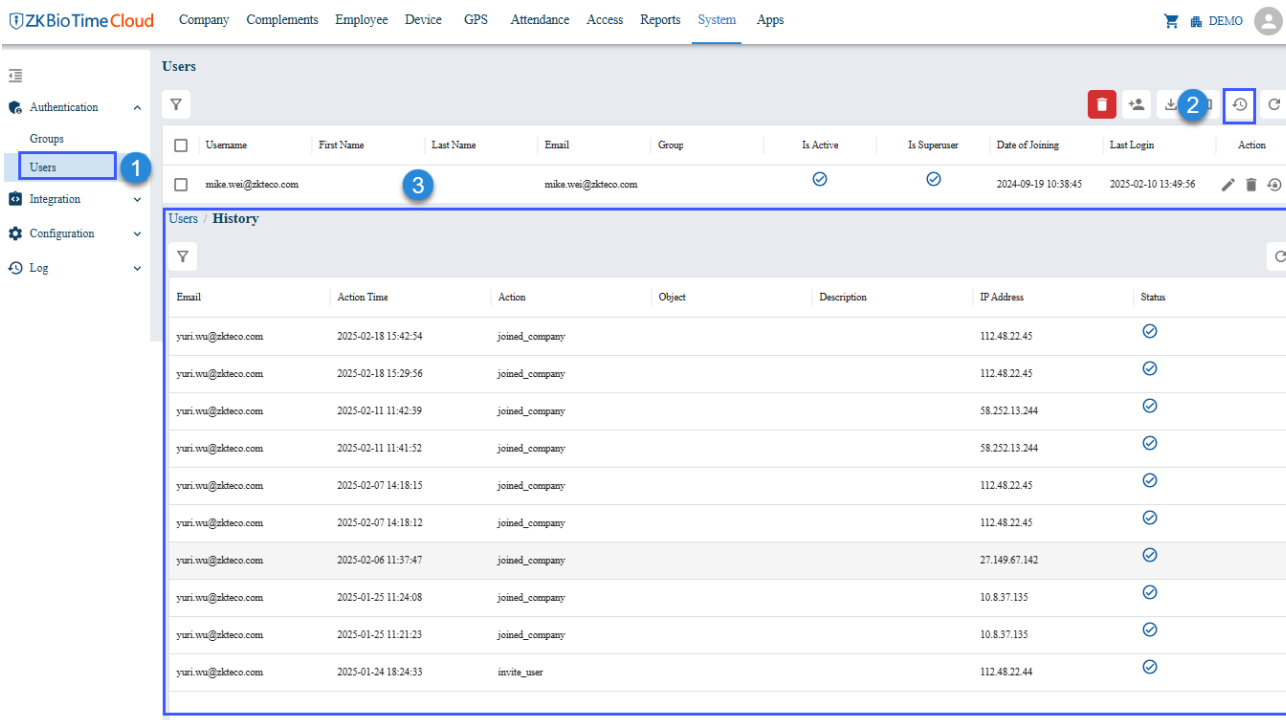 ZKBioTime Cloud Company Complements Employee Device GPS Attendance Access Reports System Apps DEMO
Users
Authentication
Groups
Users 1
Integration
Configuration
Log
2
Username First Name Last Name Email Group Is Active Is Superuser Date of Joining Last Login Action
mike.wei@zkteco.com 3 mike.wei@zkteco.com 2024-09-19 10:38:45 2025-02-10 13:49:56
Users / History
Email Action Time Action Object Description IP Address Status
yuri.wu@zkteco.com 2025-02-18 15:42:54 joined_company 112.48.22.45
yuri.wu@zkteco.com 2025-02-18 15:29:56 joined_company 112.48.22.45
yuri.wu@zkteco.com 2025-02-11 11:42:39 joined_company 58.252.13.244
yuri.wu@zkteco.com 2025-02-11 11:41:52 joined_company 58.252.13.244
yuri.wu@zkteco.com 2025-02-07 14:18:15 joined_company 112.48.22.45
yuri.wu@zkteco.com 2025-02-07 14:18:12 joined_company 112.48.22.45
yuri.wu@zkteco.com 2025-02-06 11:37:47 joined_company 27.149.67.142
yuri.wu@zkteco.com 2025-01-25 11:24:08 joined_company 10.8.37.135
yuri.wu@zkteco.com 2025-01-25 11:21:23 joined_company 10.8.37.135
yuri.wu@zkteco.com 2025-01-24 18:24:33 invite_user 112.48.22.44